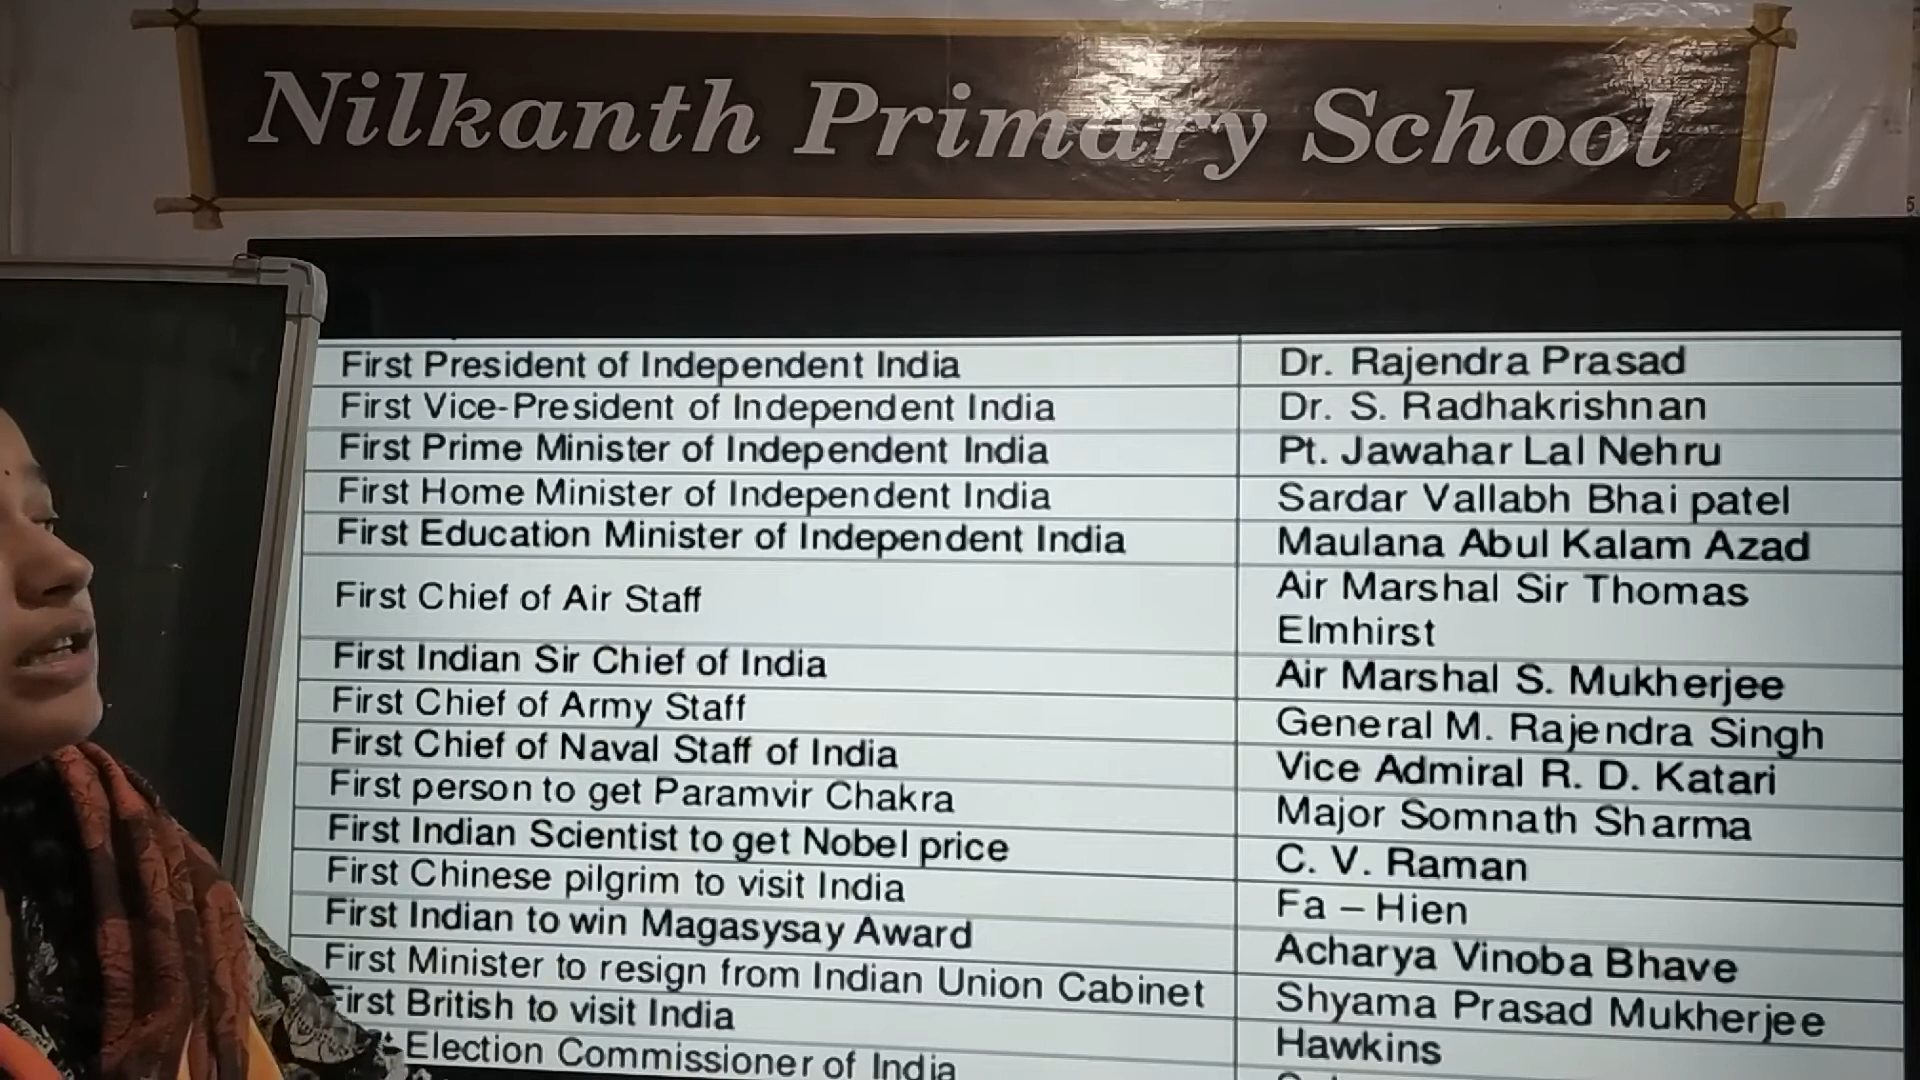 Nilkanth Primary School
5
First President of Independent India Dr. Rajendra Prasad
First Vice-President of Independent India Dr. S. Radhakrishnan
First Prime Minister of Independent India Pt. Jawahar Lal Nehru
First Home Minister of Independent India Sardar Vallabh Bhai patel
First Education Minister of Independent India Maulana Abul Kalam Azad
First Chief of Air Staff Air Marshal Sir Thomas
Elmhirst
First Indian Sir Chief of India Air Marshal S. Mukherjee
First Chief of Army Staff General M. Rajendra Singh
First Chief of Naval Staff of India Vice Admiral R. D. Katari
First person to get Paramvir Chakra Major Somnath Sharma
First Indian Scientist to get Nobel price C. V. Raman
First Chinese pilgrim to visit India Fa – Hien
First Indian to win Magasysay Award Acharya Vinoba Bhave
First Minister to resign from Indian Union Cabinet Shyama Prasad Mukherjee
First British to visit India Hawkins
Election Commissioner of India